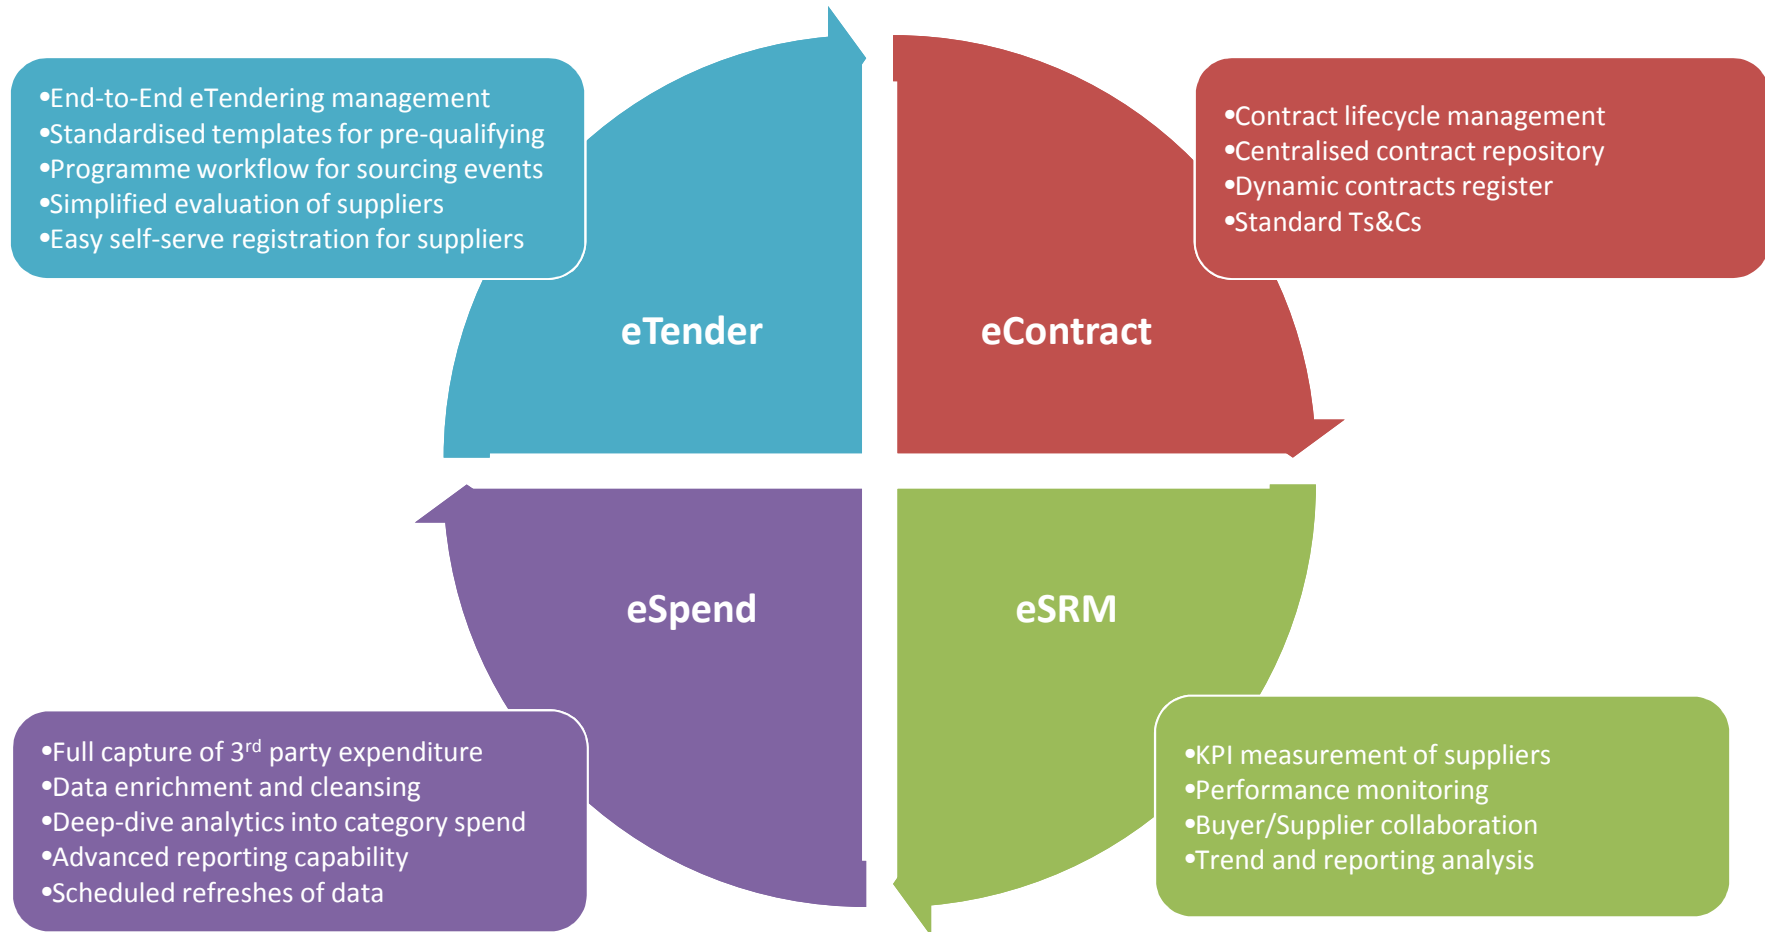 •End-to-End eTendering management
•Standardised templates for pre-qualifying
•Programme workflow for sourcing events
•Simplified evaluation of suppliers
•Easy self-serve registration for suppliers
•Contract lifecycle management
•Centralised contract repository
•Dynamic contracts register
•Standard Ts&Cs
eTender
eContract
eSpend
eSRM
•Full capture of 3rd party expenditure
•Data enrichment and cleansing
•Deep-dive analytics into category spend
•Advanced reporting capability
•Scheduled refreshes of data
•KPI measurement of suppliers
•Performance monitoring
•Buyer/Supplier collaboration
•Trend and reporting analysis